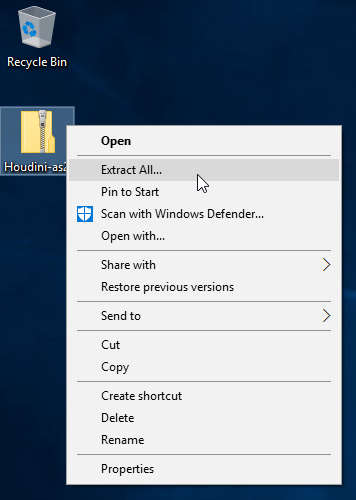 Recycle Bin
Houdini-as2
Open
Extract All...
Pin to Start
Scan with Windows Defender...
Open with...
Share with
Restore previous versions
Send to
Cut
Copy
Create shortcut
Delete
Rename
Properties